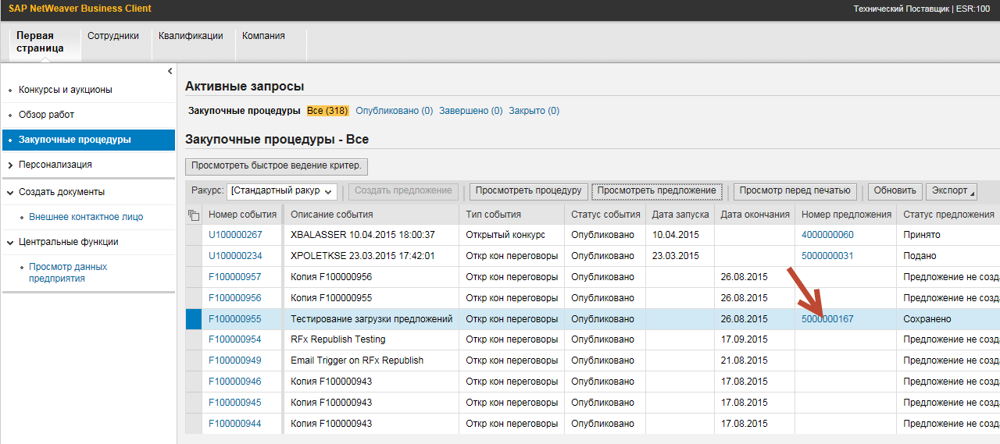 SAP NetWeaver Business Client
Технический Поставщик | ESR:100
Первая страница Сотрудники Квалификации Компания
Конкурсы и аукционы
Обзор работ
Закупочные процедуры
Персонализация
Создать документы
Внешнее контактное лицо
Центральные функции
Просмотр данных
предприятия
Активные запросы
Закупочные процедуры Все (318) Опубликовано (0) Завершено (0) Закрыто (0)
Закупочные процедуры - Все
Просмотреть быстрое ведение критер.
Ракурс: [Стандартный ракур Создать предложение Просмотреть процедуру Просмотреть предложение Просмотр перед печатью Обновить Экспорт
Номер события Описание события Тип события Статус события Дата запуска Дата окончания Номер предложения Статус предложения
U100000267 XBALASSER 10.04.2015 18:00:37 Открытый конкурс Опубликовано 10.04.2015 4000000060 Принято
U100000234 XPOLETKSE 23.03.2015 17:42:01 Откр кон переговоры Опубликовано 23.03.2015 5000000031 Подано
F100000957 Копия F100000956 Откр кон переговоры Опубликовано 26.08.2015 Предложение не созд
F100000956 Копия F100000955 Откр кон переговоры Опубликовано 26.08.2015 Предложение не созд
F100000955 Тестирование загрузки предложений Откр кон переговоры Опубликовано 26.08.2015 5000000167 Сохранено
F100000954 RFx Republish Testing Откр кон переговоры Опубликовано 17.09.2015 Предложение не созд
F100000949 Email Trigger on RFx Republish Откр кон переговоры Опубликовано 21.08.2015 Предложение не созд
F100000946 Копия F100000943 Откр кон переговоры Опубликовано 17.08.2015 Предложение не созд
F100000945 Копия F100000943 Откр кон переговоры Опубликовано 17.08.2015 Предложение не созд
F100000944 Копия F100000943 Откр кон переговоры Опубликовано 17.08.2015 Предложение не созд